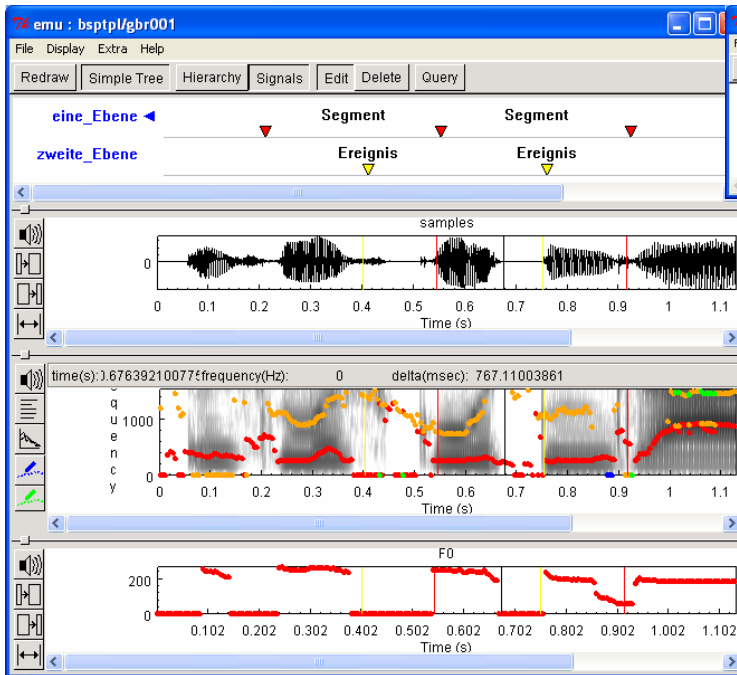 emu : bsptpl/gbr001
File Display Extra Help
Redraw Simple Tree Hierarchy Signals Edit Delete Query
eine_Ebene Segment Segment
zweite_Ebene Ereignis Ereignis
samples
0
0 0.1 0.2 0.3 0.4 0.5 0.6 0.7 0.8 0.9 1 1.1
Time (s)
time(s): 0.67639210077 frequency(Hz): 0 delta(msec): 767.11003861
quency
1000
0
0 0.1 0.2 0.3 0.4 0.5 0.6 0.7 0.8 0.9 1 1.1
Time (s)
F0
200
0
0.102 0.202 0.302 0.402 0.502 0.602 0.702 0.802 0.902 1.002 1.102
Time (s)